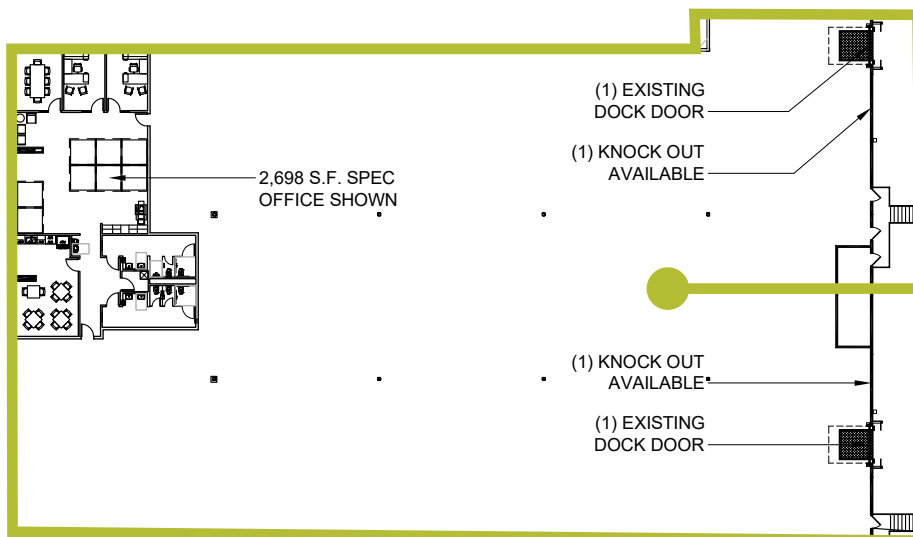 (1) EXISTING
DOCK DOOR
(1) KNOCK OUT
AVAILABLE
2,698 S.F. SPEC
OFFICE SHOWN
(1) KNOCK OUT
AVAILABLE
(1) EXISTING
DOCK DOOR